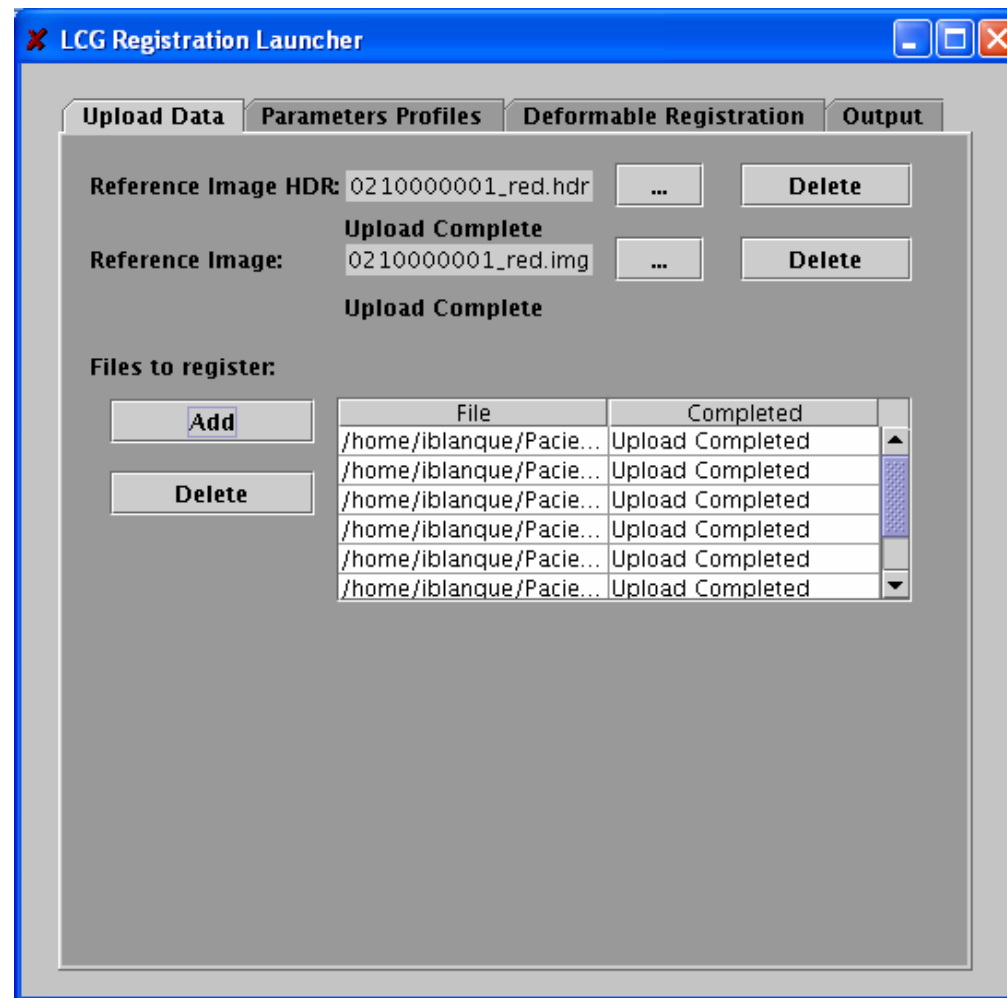 LCG Registration Launcher
Upload Data Parameters Profiles Deformable Registration Output
Reference Image HDR: 0210000001_red.hdr ... Delete
Upload Complete
Reference Image: 0210000001_red.img ... Delete
Upload Complete
Files to register:
Add
Delete
File Completed
/home/iblanque/Pacie... Upload Completed
/home/iblanque/Pacie... Upload Completed
/home/iblanque/Pacie... Upload Completed
/home/iblanque/Pacie... Upload Completed
/home/iblanque/Pacie... Upload Completed
/home/iblanque/Pacie... Upload Completed